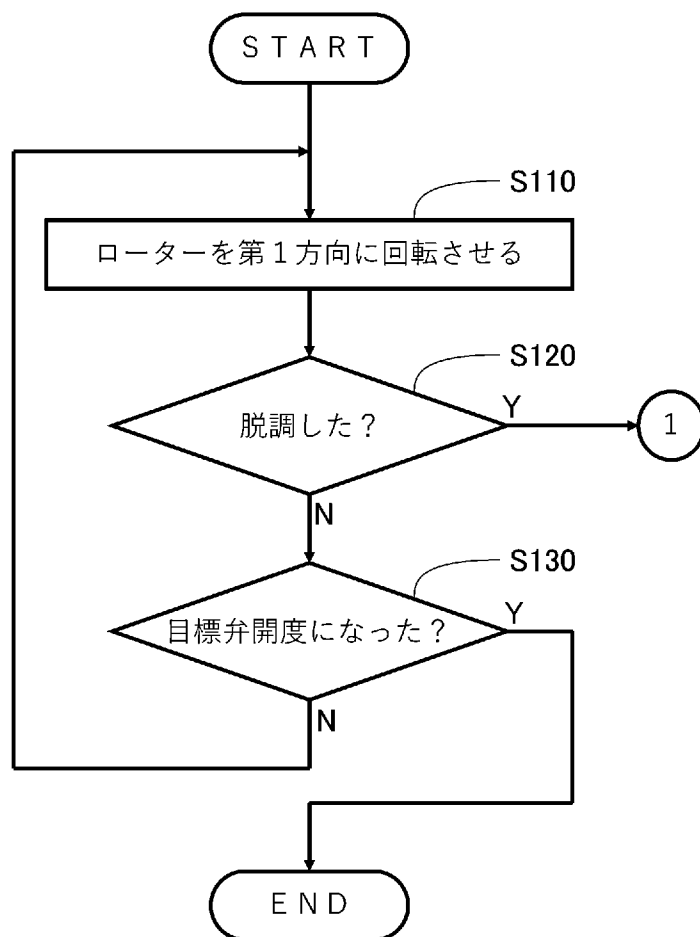 ＳＴＡＲＴ
S110
ローターを第１方向に回転させる
S120
脱調した？
Y
1
N
S130
目標弁開度になった？
Y
N
ＥＮＤ